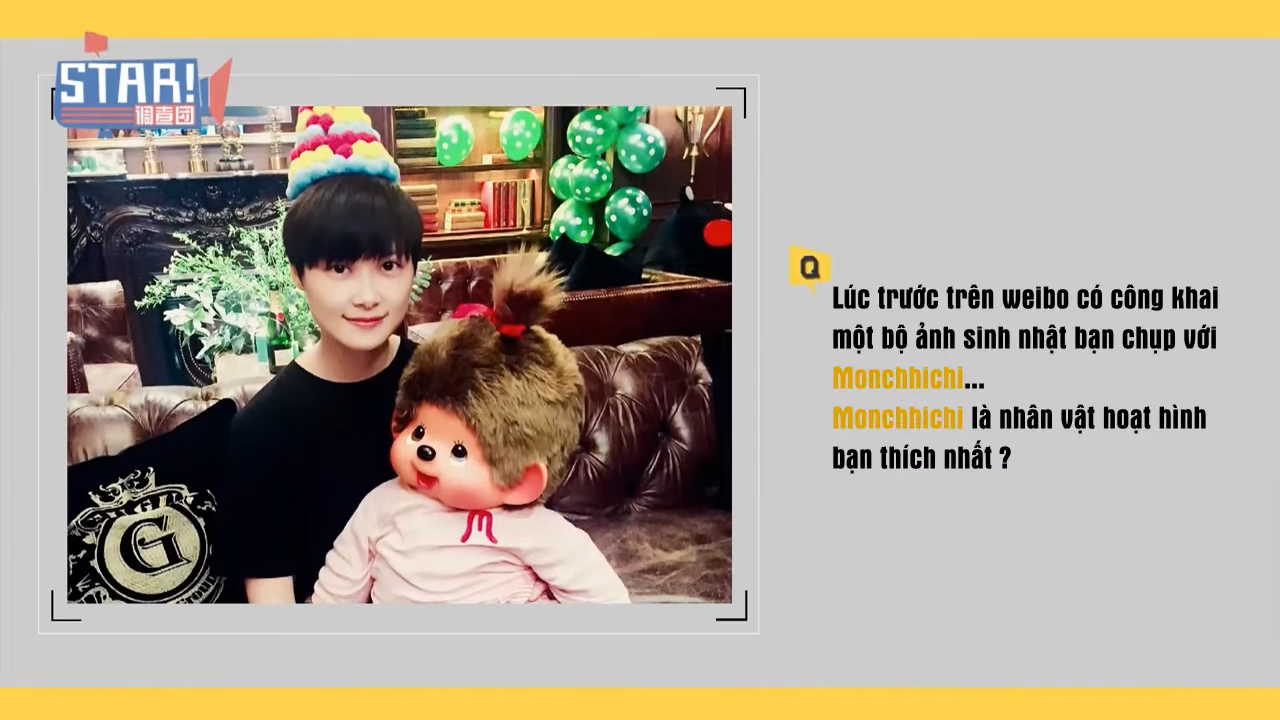 STAR!
调查团
Q
Lúc trước trên weibo có công khai
một bộ ảnh sinh nhật bạn chụp với
Monchhichi...
Monchhichi là nhân vật hoạt hình
bạn thích nhất ?
G